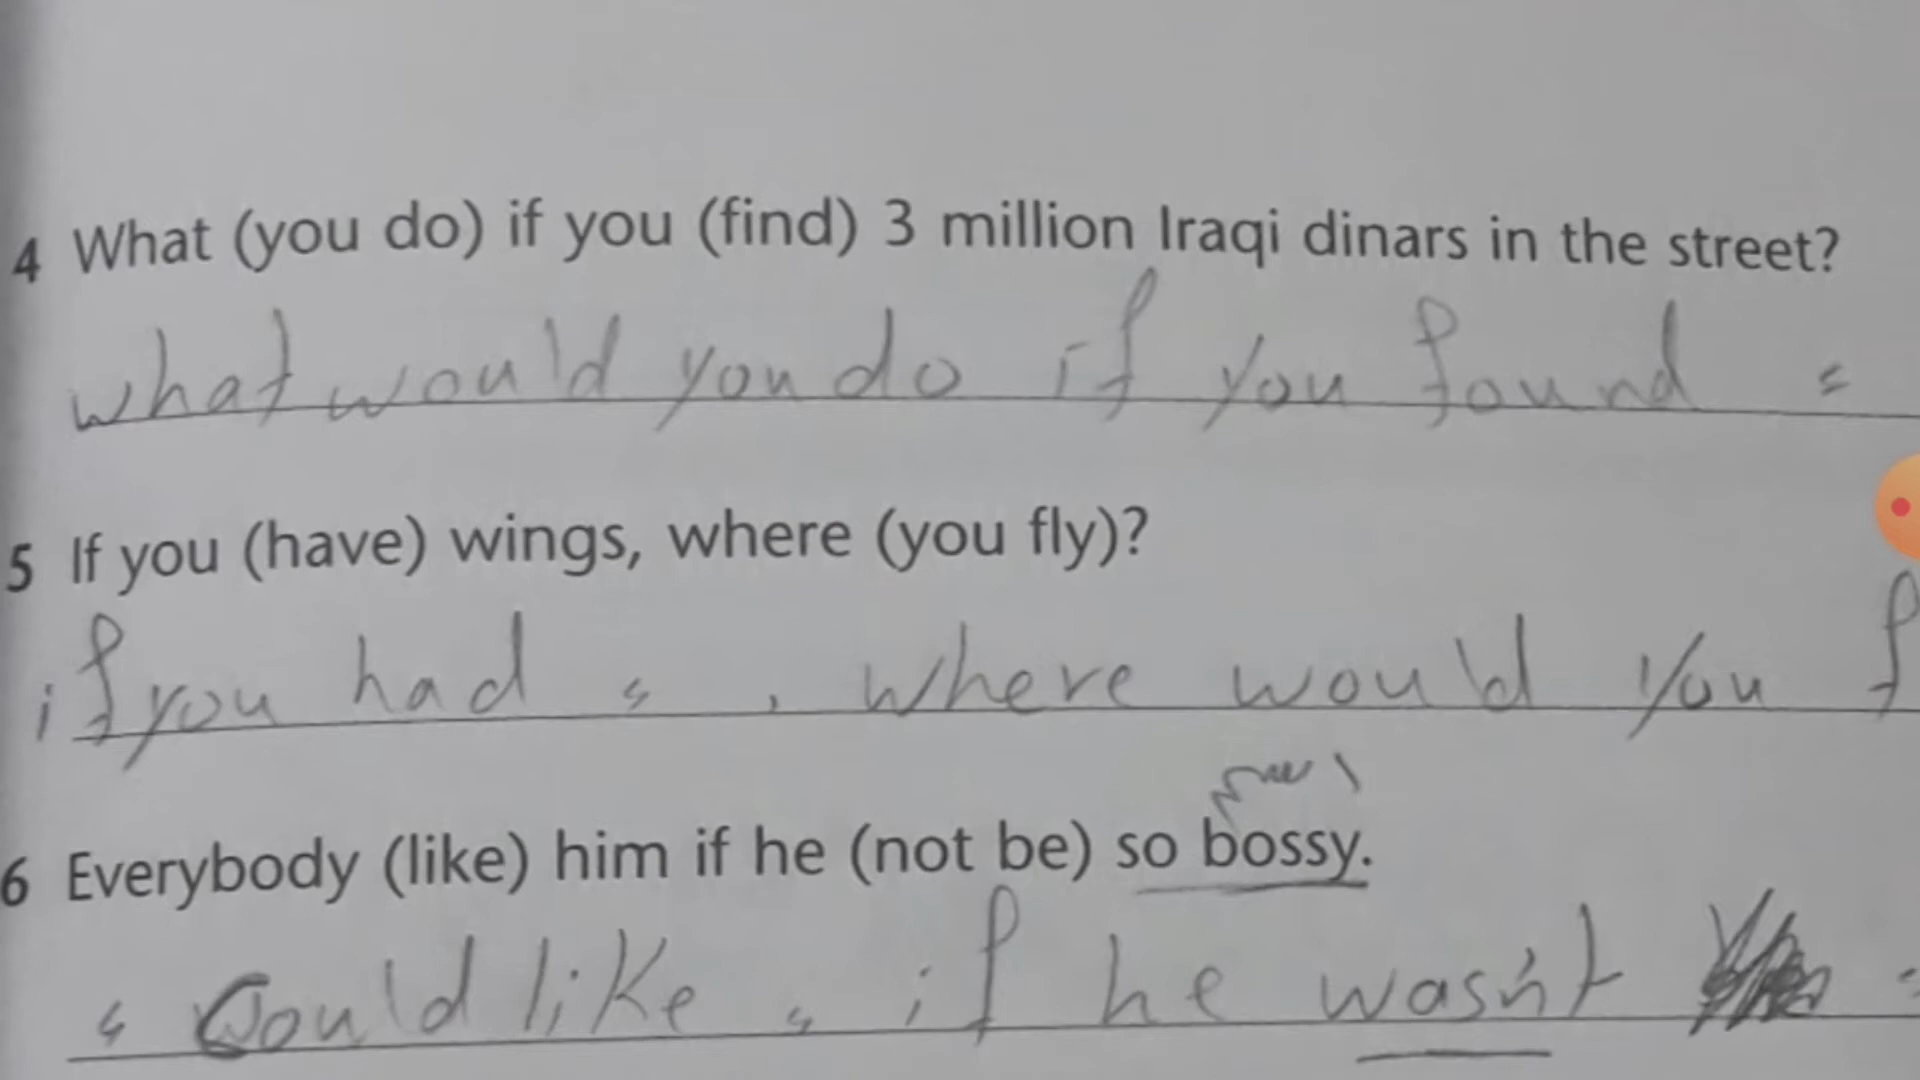 4 What (you do) if you (find) 3 million Iraqi dinars in the street?
what would you do if you found "
5 If you (have) wings, where (you fly)?
if you had " , where would you f
6 Everybody (like) him if he (not be) so bossy.
" would like " if he wasn't "